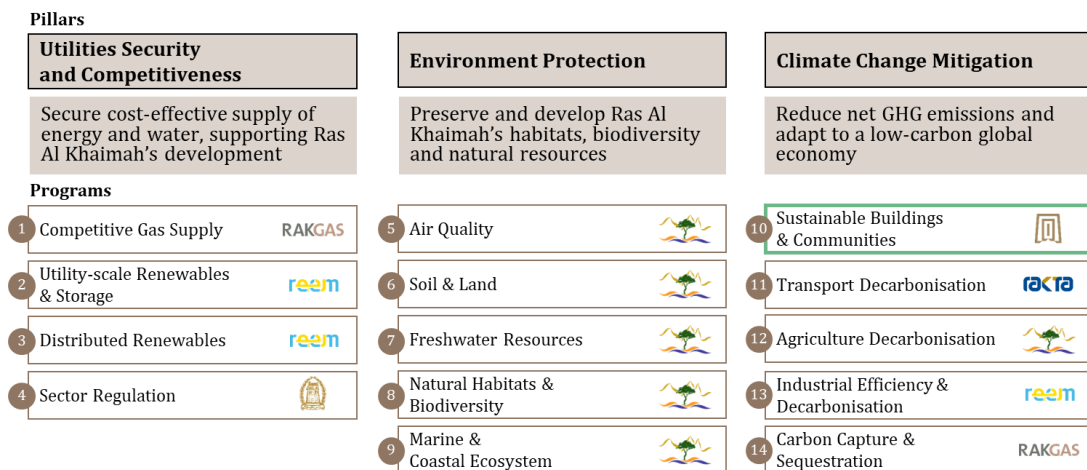 Pillars
Utilities Security
and Competitiveness
Secure cost-effective supply of
energy and water, supporting Ras
Al Khaimah's development
Programs
1 Competitive Gas Supply RAKGAS
2 Utility-scale Renewables
& Storage reem
3 Distributed Renewables reem
4 Sector Regulation
Environment Protection
Preserve and develop Ras Al
Khaimah's habitats, biodiversity
and natural resources
5 Air Quality
6 Soil & Land
7 Freshwater Resources
8 Natural Habitats &
Biodiversity
9 Marine &
Coastal Ecosystem
Climate Change Mitigation
Reduce net GHG emissions and
adapt to a low-carbon global
economy
10 Sustainable Buildings
& Communities
11 Transport Decarbonisation rakta
12 Agriculture Decarbonisation
13 Industrial Efficiency &
Decarbonisation reem
14 Carbon Capture &
Sequestration RAKGAS